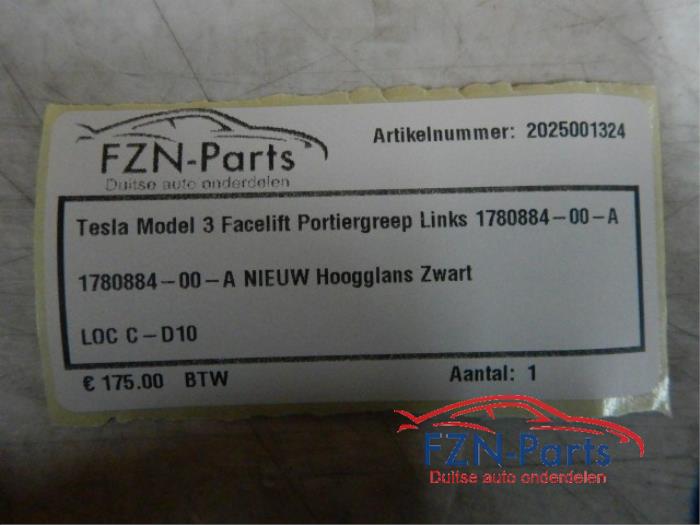 FZN-Parts
Duitse auto onderdelen
Artikelnummer: 2025001324
Tesla Model 3 Facelift Portiergreep Links 1780884-00-A
1780884-00-A NIEUW Hoogglans Zwart
LOC C-D10
€ 175.00 BTW
Aantal: 1
FZN-Parts
Duitse auto onderdelen